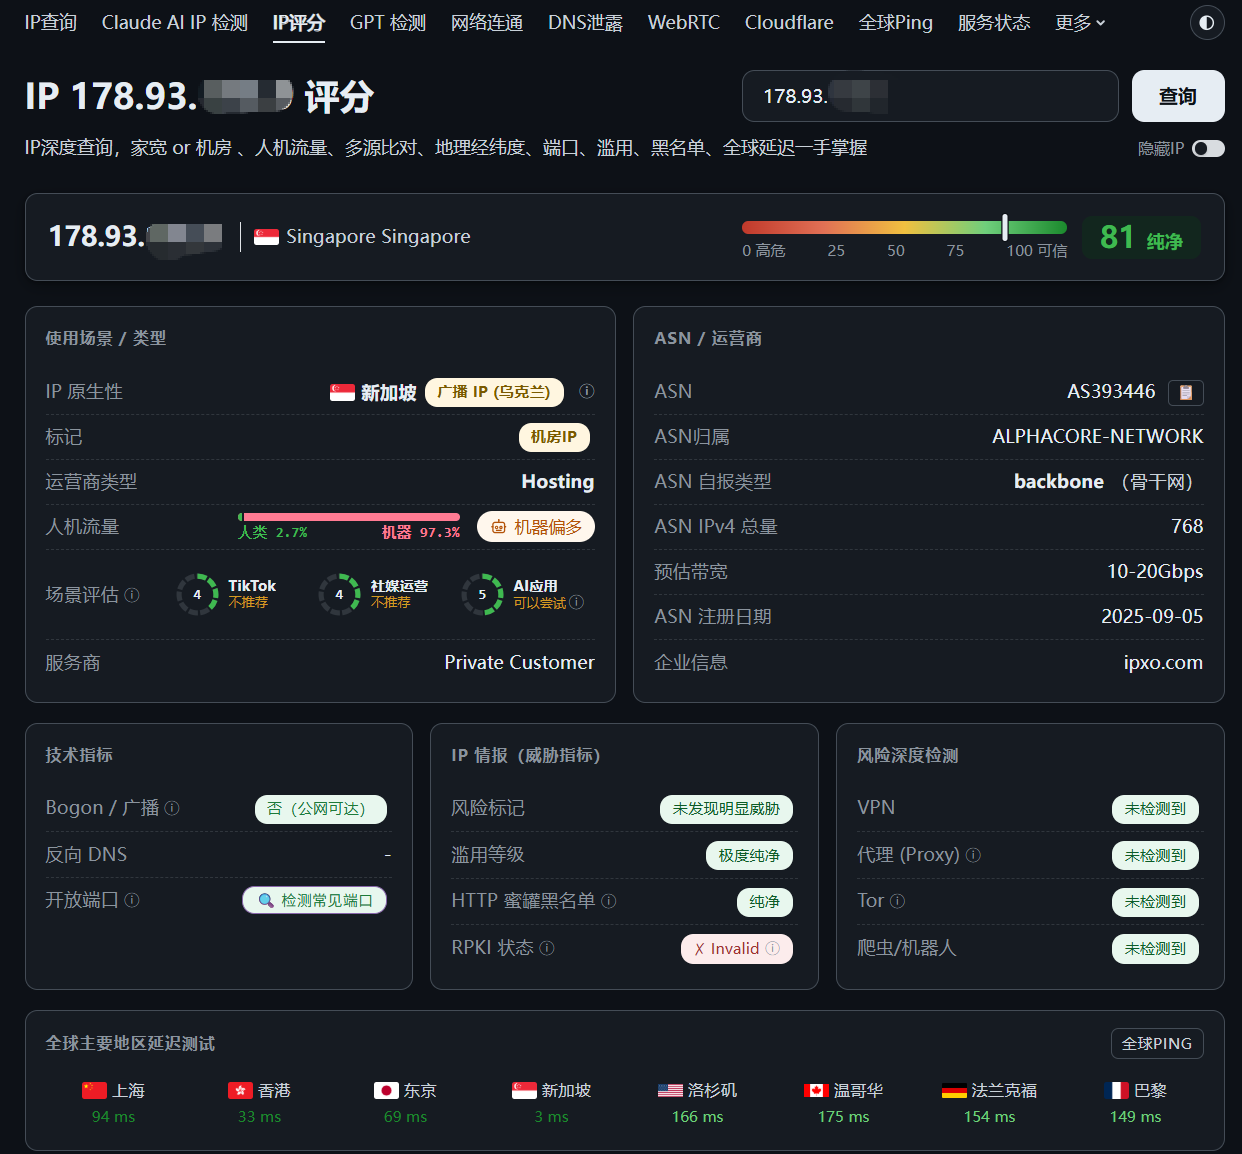 IP查询 Claude AI IP 检测 IP评分 GPT 检测 网络连通 DNS泄露 WebRTC Cloudflare 全球Ping 服务状态 更多
IP 178.93. 评分
178.93.
查询
IP深度查询，家宽 or 机房 、人机流量、多源比对、地理经纬度、端口、滥用、黑名单、全球延迟一手掌握
隐藏IP
178.93.
Singapore Singapore
0 高危 25 50 75 100 可信
81 纯净
使用场景 / 类型
IP 原生性 新加坡 广播 IP (乌克兰)
标记 机房IP
运营商类型 Hosting
人机流量 人类 2.7% 机器 97.3% 机器偏多
场景评估 4 TikTok 不推荐 4 社媒运营 不推荐 5 AI应用 可以尝试
服务商 Private Customer
ASN / 运营商
ASN AS393446
ASN归属 ALPHACORE-NETWORK
ASN 自报类型 backbone （骨干网）
ASN IPv4 总量 768
预估带宽 10-20Gbps
ASN 注册日期 2025-09-05
企业信息 ipxo.com
技术指标
Bogon / 广播 否（公网可达）
反向 DNS -
开放端口 检测常见端口
IP 情报（威胁指标）
风险标记 未发现明显威胁
滥用等级 极度纯净
HTTP 蜜罐黑名单 纯净
RPKI 状态 ✗ Invalid
风险深度检测
VPN 未检测到
代理 (Proxy) 未检测到
Tor 未检测到
爬虫/机器人 未检测到
全球主要地区延迟测试
全球PING
上海 香港 东京 新加坡 洛杉矶 温哥华 法兰克福 巴黎
94 ms 33 ms 69 ms 3 ms 166 ms 175 ms 154 ms 149 ms